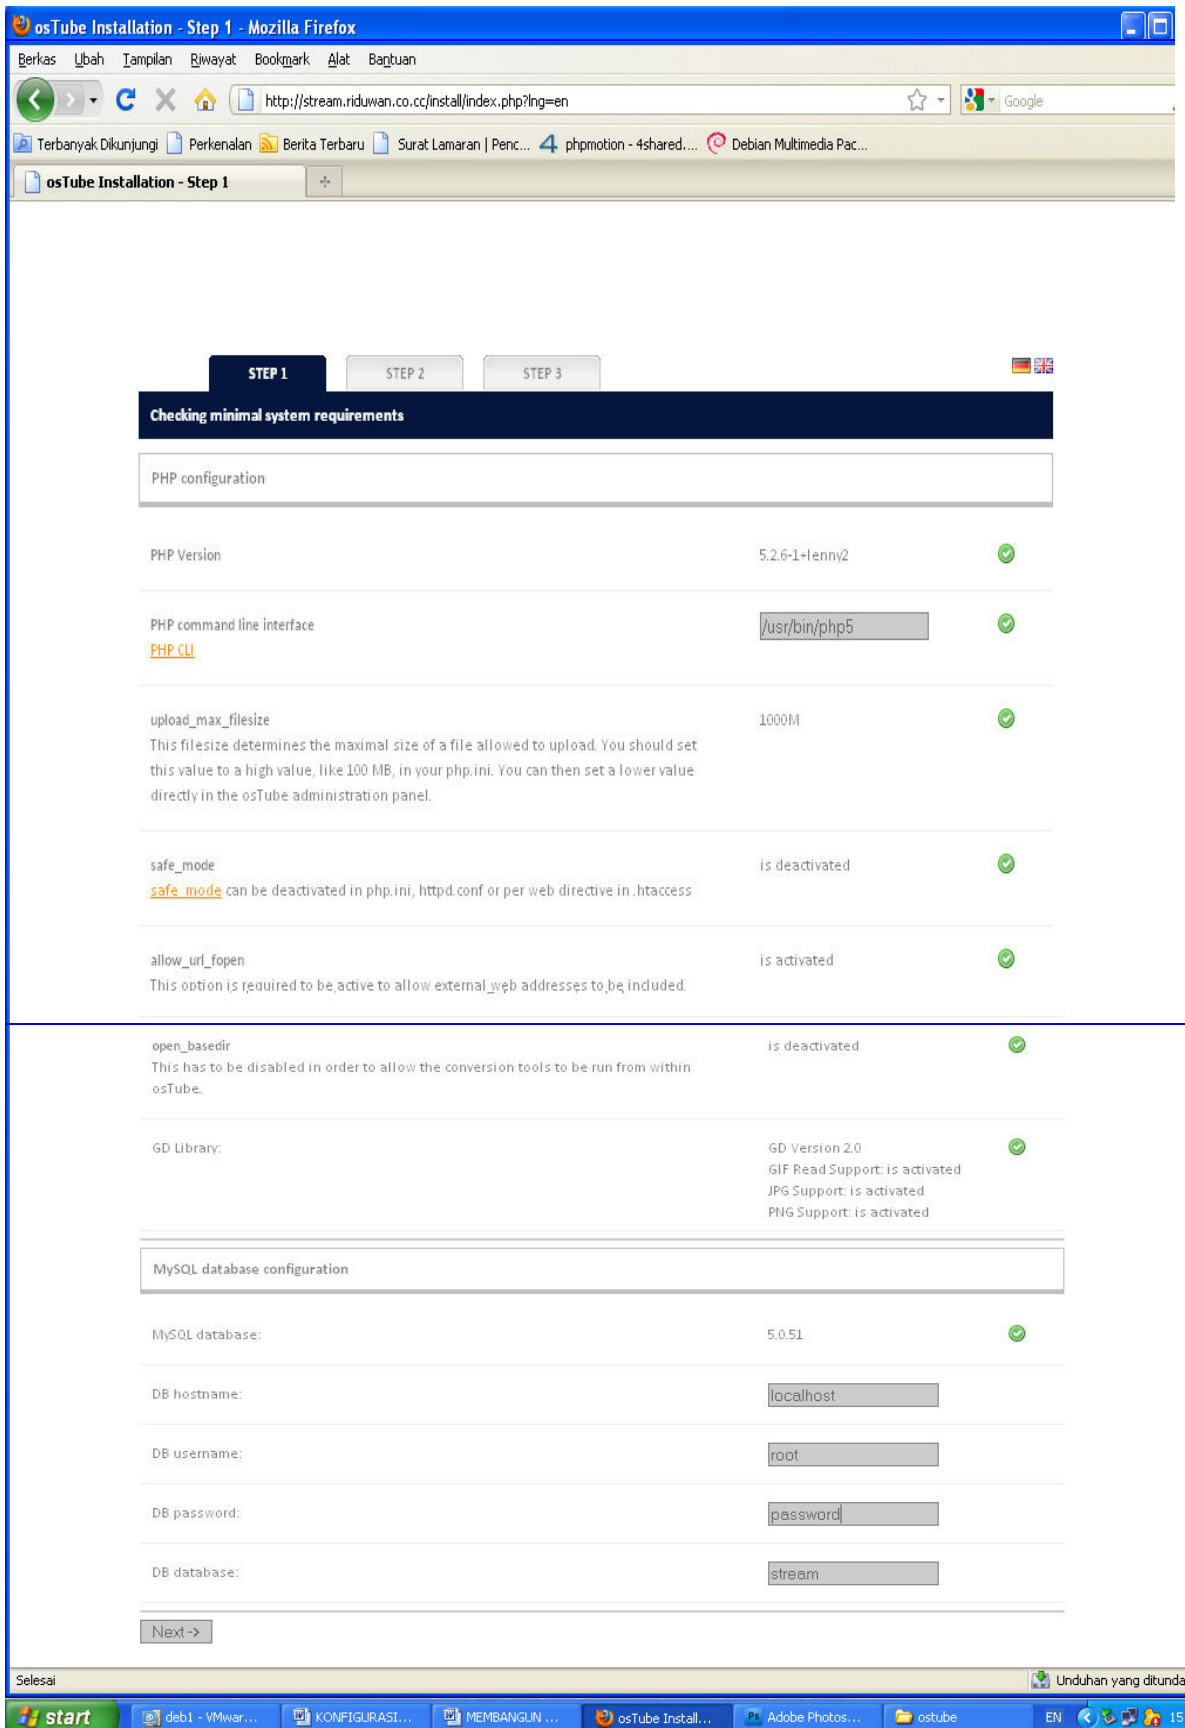 osTube Installation - Step 1 - Mozilla Firefox
Berkas Ubah Tampilan Riwayat Bookmark Alat Bantuan
http://stream.riduwan.co.cc/install/index.php?lng=en
Google
Terbanyak Dikunjungi Perkenalan Berita Terbaru Surat Lamaran | Penc... phpmotion - 4shared.... Debian Multimedia Pac...
osTube Installation - Step 1
STEP 1 STEP 2 STEP 3
Checking minimal system requirements
PHP configuration
PHP Version 5.2.6-1+lenny2
PHP command line interface /usr/bin/php5
PHP CLI
upload_max_filesize 1000M
This filesize determines the maximal size of a file allowed to upload. You should set
this value to a high value, like 100 MB, in your php.ini. You can then set a lower value
directly in the osTube administration panel.
safe_mode is deactivated
safe_mode can be deactivated in php.ini, httpd.conf or per web directive in .htaccess
allow_url_fopen is activated
This option is required to be active to allow external web addresses to be included.
open_basedir is deactivated
This has to be disabled in order to allow the conversion tools to be run from within
osTube.
GD Library: GD Version 2.0
GIF Read Support: is activated
JPG Support: is activated
PNG Support: is activated
MySQL database configuration
MySQL database: 5.0.51
DB hostname: localhost
DB username: root
DB password: password
DB database: stream
Next ->
Selesai Unduhan yang ditunda
start deb1 - VMwar... KONFIGURASI... MEMBANGUN ... osTube Install... Adobe Photos... ostube EN 15